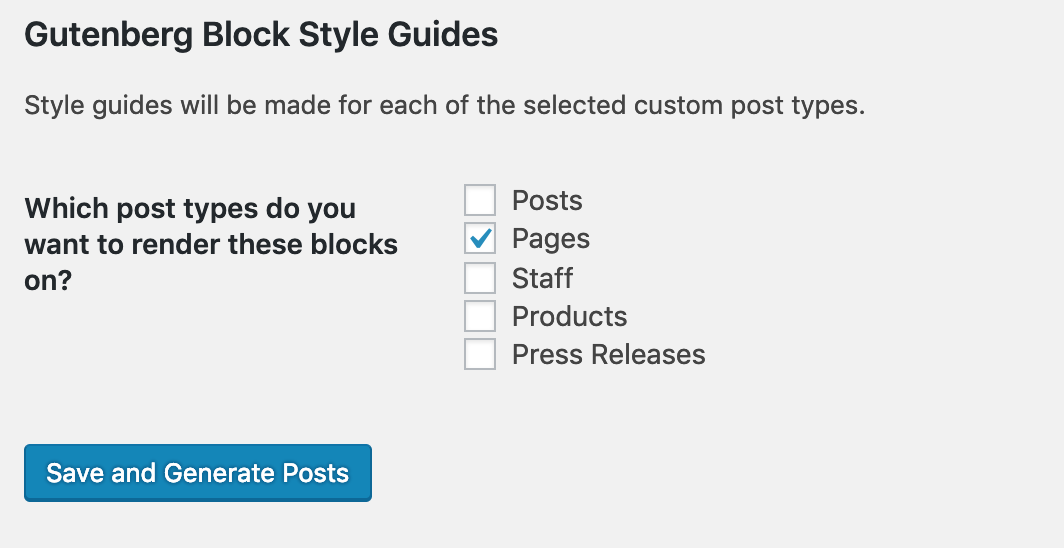 Gutenberg Block Style Guides
Style guides will be made for each of the selected custom post types.
Which post types do you
want to render these blocks
on?
Posts
Pages
Staff
Products
Press Releases
Save and Generate Posts